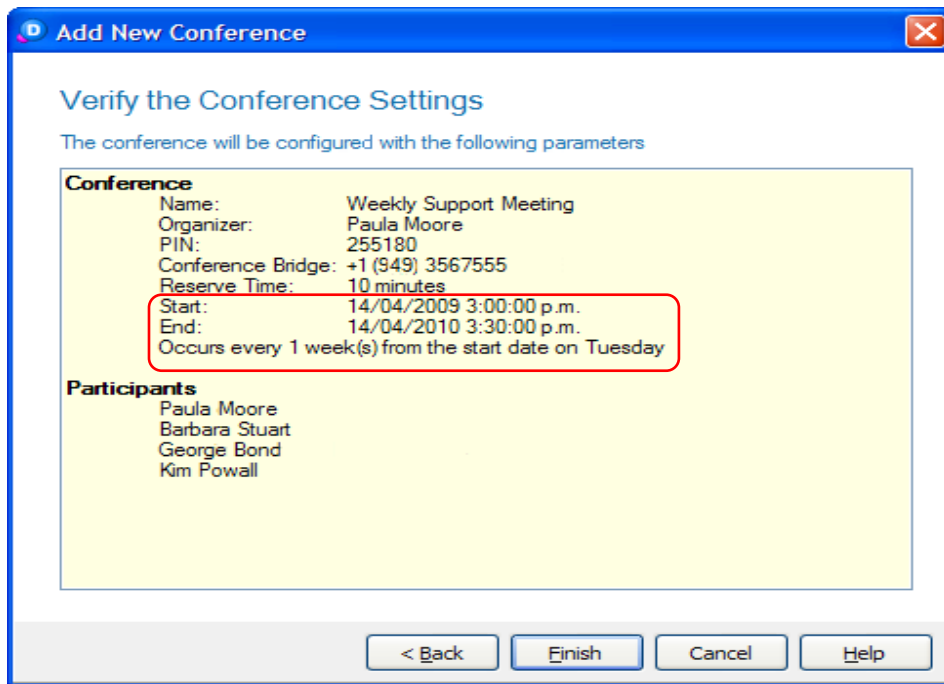 D Add New Conference
Verify the Conference Settings
The conference will be configured with the following parameters
Conference
Name: Weekly Support Meeting
Organizer: Paula Moore
PIN: 255180
Conference Bridge: +1 (949) 3567555
Reserve Time: 10 minutes
Start: 14/04/2009 3:00:00 p.m.
End: 14/04/2010 3:30:00 p.m.
Occurs every 1 week(s) from the start date on Tuesday
Participants
Paula Moore
Barbara Stuart
George Bond
Kim Powall
< Back Finish Cancel Help